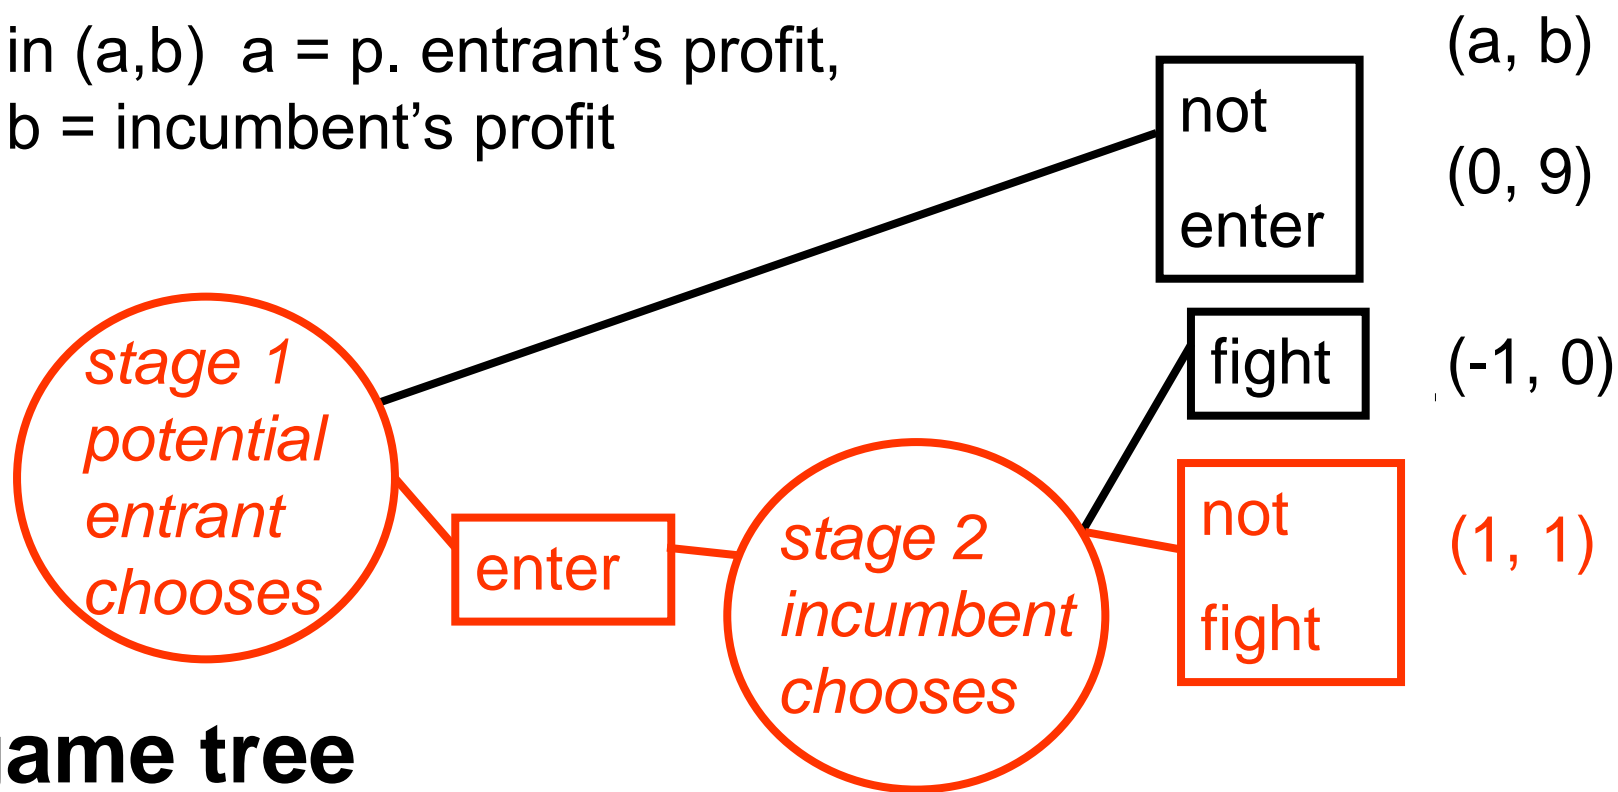 in (a,b)  a = p. entrant’s profit,
b = incumbent’s profit
(a, b)
not
enter
(0, 9)
fight
(-1, 0)
stage 1
potential
entrant
chooses
enter
stage 2
incumbent
chooses
not
fight
(1, 1)
game tree